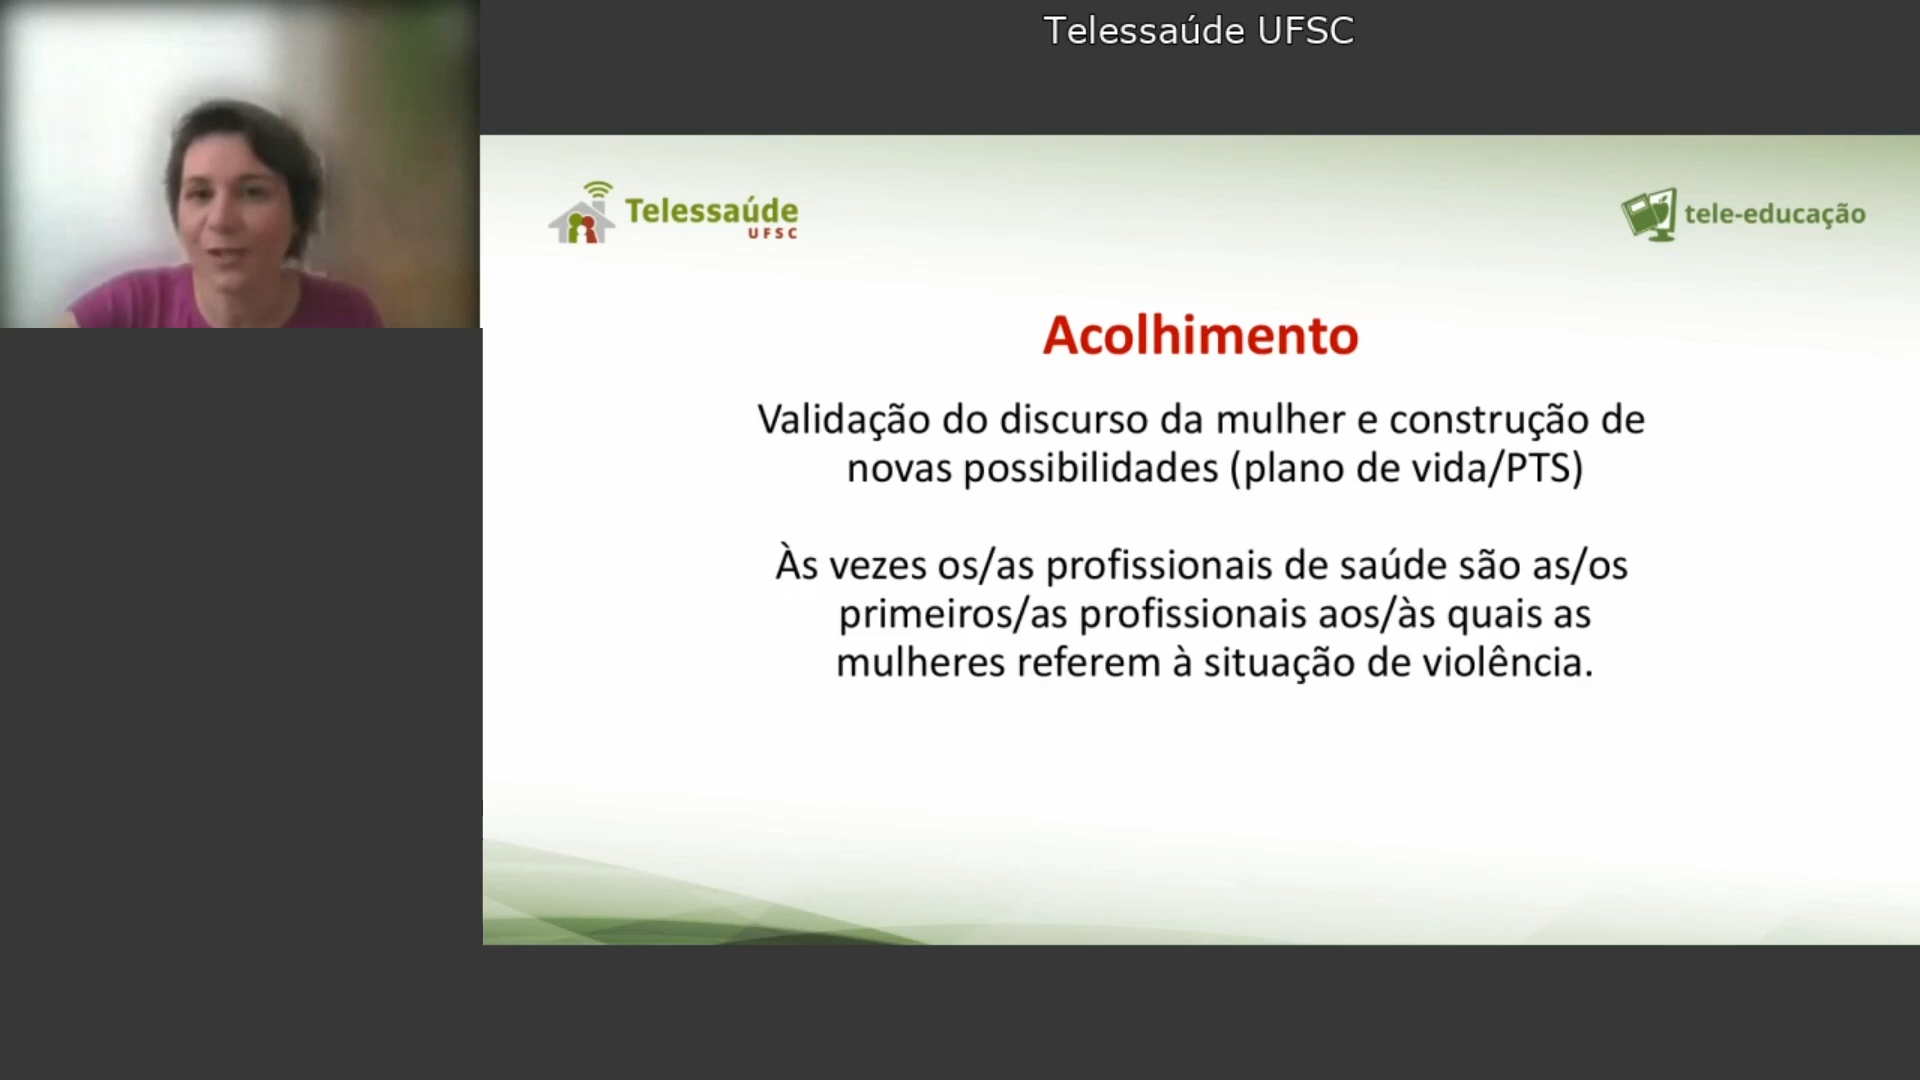 Telessaúde UFSC
Telessaúde
UFSC
tele-educação
Acolhimento
Validação do discurso da mulher e construção de
novas possibilidades (plano de vida/PTS)
Às vezes os/as profissionais de saúde são as/os
primeiros/as profissionais aos/às quais as
mulheres referem à situação de violência.